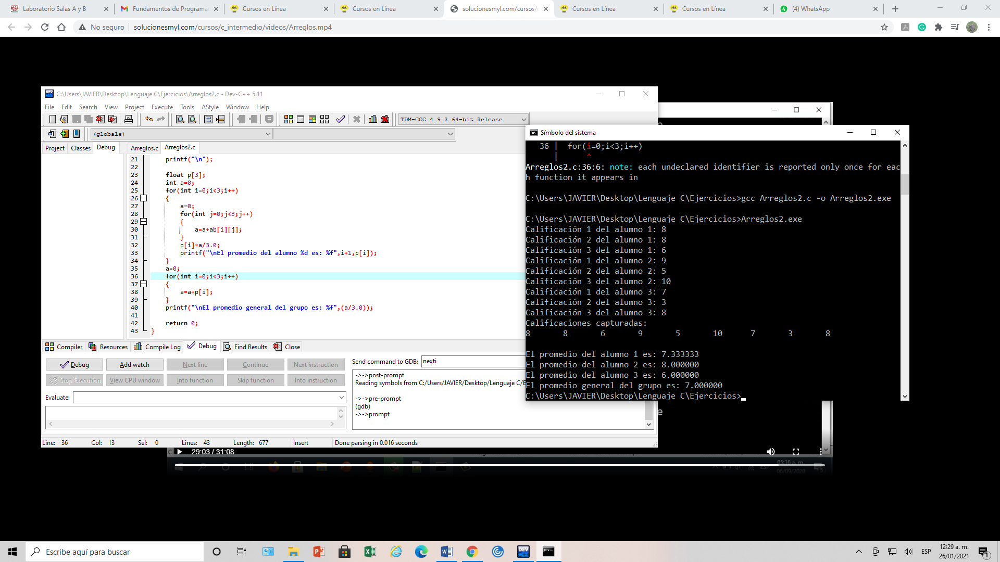 Laboratorio Salas A y B
Fundamentos de Programac
Cursos en Línea
Cursos en Línea
solucionesmyl.com/cursos/c
Cursos en Línea
Cursos en Línea
(4) WhatsApp
No seguro
solucionesmyl.com/cursos/c_intermedio/videos/Arreglos.mp4
C:\Users\JAVIER\Desktop\Lenguaje C\Ejercicios\Arreglos2.c - Dev-C++ 5.11
File Edit Search View Project Execute Tools AStyle Window Help
TDM-GCC 4.9.2 64-bit Release
(globals)
Project Classes Debug
Arreglos.c Arreglos2.c
21 printf("\n");
22
23 float p[3];
24 int a=0;
25 for(int i=0;i<3;i++)
26 {
27 a=0;
28 for(int j=0;j<3;j++)
29 {
30 a=a+ab[i][j];
31 }
32 p[i]=a/3.0;
33 printf("\nEl promedio del alumno %d es: %f",i+1,p[i]);
34 }
35 a=0;
36 for(int i=0;i<3;i++)
37 {
38 a=a+p[i];
39 }
40 printf("\nEl promedio general del grupo es: %f",(a/3.0));
41
42 return 0;
43 }
Compiler Resources Compile Log Debug Find Results Close
Debug Add watch Next line Continue Next instruction
Stop Execution View CPU window Into function Skip function Into instruction
Evaluate:
Send command to GDB: nexti
->->post-prompt
Reading symbols from C:/Users/JAVIER/Desktop/Lenguaje C/E
->->pre-prompt
(gdb)
->->prompt
Line: 36 Col: 13 Sel: 0 Lines: 43 Length: 677 Insert Done parsing in 0.016 seconds
Símbolo del sistema
36 | for(i=0;i<3;i++)
| ^
Arreglos2.c:36:6: note: each undeclared identifier is reported only once for eac
h function it appears in
C:\Users\JAVIER\Desktop\Lenguaje C\Ejercicios>gcc Arreglos2.c -o Arreglos2.exe
C:\Users\JAVIER\Desktop\Lenguaje C\Ejercicios>Arreglos2.exe
Calificación 1 del alumno 1: 8
Calificación 2 del alumno 1: 8
Calificación 3 del alumno 1: 6
Calificación 1 del alumno 2: 9
Calificación 2 del alumno 2: 5
Calificación 3 del alumno 2: 10
Calificación 1 del alumno 3: 7
Calificación 2 del alumno 3: 3
Calificación 3 del alumno 3: 8
Calificaciones capturadas:
8 8 6 9 5 10 7 3 8
El promedio del alumno 1 es: 7.333333
El promedio del alumno 2 es: 8.000000
El promedio del alumno 3 es: 6.000000
El promedio general del grupo es: 7.000000
C:\Users\JAVIER\Desktop\Lenguaje C\Ejercicios>
e
29:03 / 31:08
05:16 a. m.
06/09/2020
Escribe aquí para buscar
ESP
12:29 a. m.
26/01/2021
1